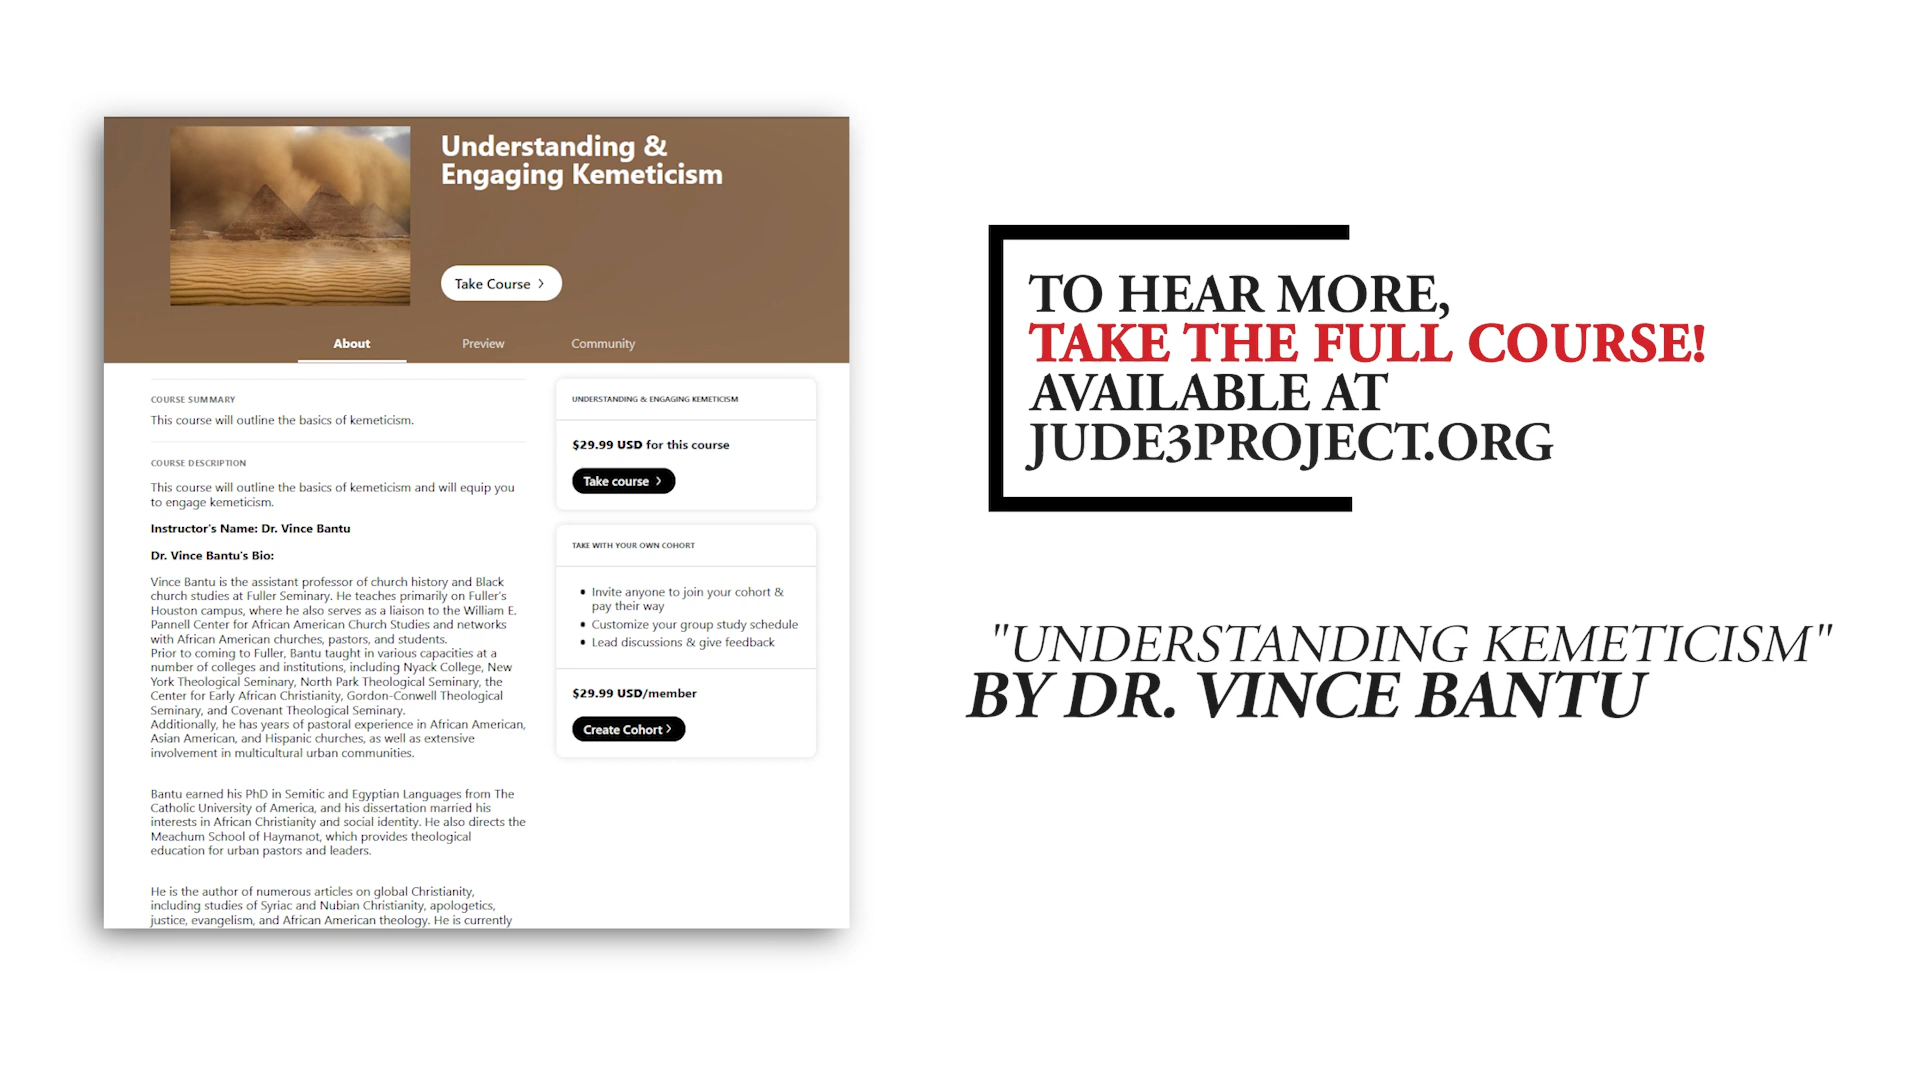 Understanding &
Engaging Kemeticism
Take Course >
About
Preview
Community
COURSE SUMMARY
This course will outline the basics of kemeticism.
COURSE DESCRIPTION
This course will outline the basics of kemeticism and will equip you
to engage kemeticism.
Instructor's Name: Dr. Vince Bantu
Dr. Vince Bantu's Bio:
Vince Bantu is the assistant professor of church history and Black
church studies at Fuller Seminary. He teaches primarily on Fuller's
Houston campus, where he also serves as a liaison to the William E.
Pannell Center for African American Church Studies and networks
with African American churches, pastors, and students.
Prior to coming to Fuller, Bantu taught in various capacities at a
number of colleges and institutions, including Nyack College, New
York Theological Seminary, North Park Theological Seminary, the
Center for Early African Christianity, Gordon-Conwell Theological
Seminary, and Covenant Theological Seminary.
Additionally, he has years of pastoral experience in African American,
Asian American, and Hispanic churches, as well as extensive
involvement in multicultural urban communities.
Bantu earned his PhD in Semitic and Egyptian Languages from The
Catholic University of America, and his dissertation married his
interests in African Christianity and social identity. He also directs the
Meachum School of Haymanot, which provides theological
education for urban pastors and leaders.
He is the author of numerous articles on global Christianity,
including studies of Syriac and Nubian Christianity, apologetics,
justice, evangelism, and African American theology. He is currently
UNDERSTANDING & ENGAGING KEMETICISM
$29.99 USD for this course
Take course >
TAKE WITH YOUR OWN COHORT
• Invite anyone to join your cohort &
pay their way
• Customize your group study schedule
• Lead discussions & give feedback
$29.99 USD/member
Create Cohort >
TO HEAR MORE,
TAKE THE FULL COURSE!
AVAILABLE AT
JUDE3PROJECT.ORG
"UNDERSTANDING KEMETICISM"
BY DR. VINCE BANTU